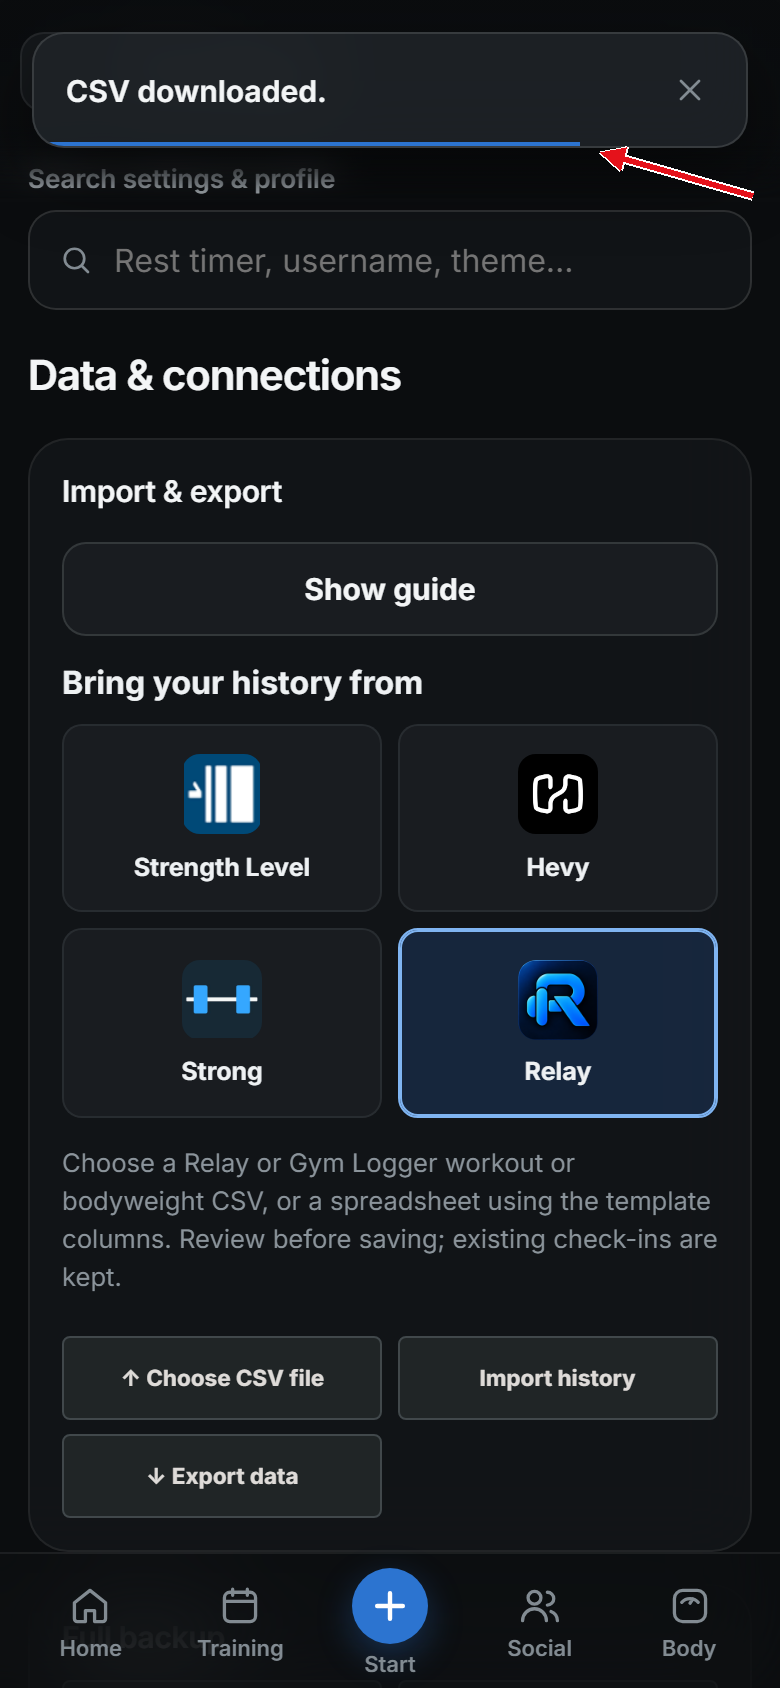 CSV downloaded.
Search settings & profile
Rest timer, username, theme...
Data & connections
Import & export
Show guide
Bring your history from
Strength Level
Hevy
Strong
Relay
Choose a Relay or Gym Logger workout or
bodyweight CSV, or a spreadsheet using the template
columns. Review before saving; existing check-ins are
kept.
↑ Choose CSV file
Import history
↓ Export data
Full backup
Home
Training
Start
Social
Body